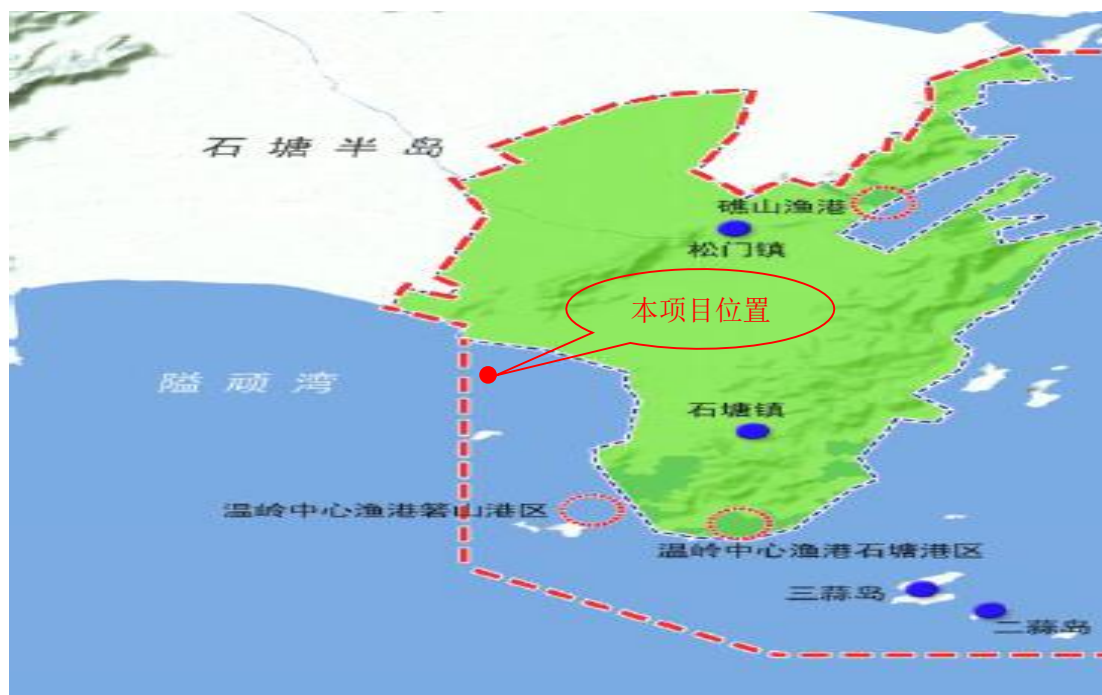 石塘半岛
礁山渔港
松门镇
本项目位置
隘顽湾
石塘镇
温岭中心渔港箬山港区
温岭中心渔港石塘港区
三蒜岛
二蒜岛